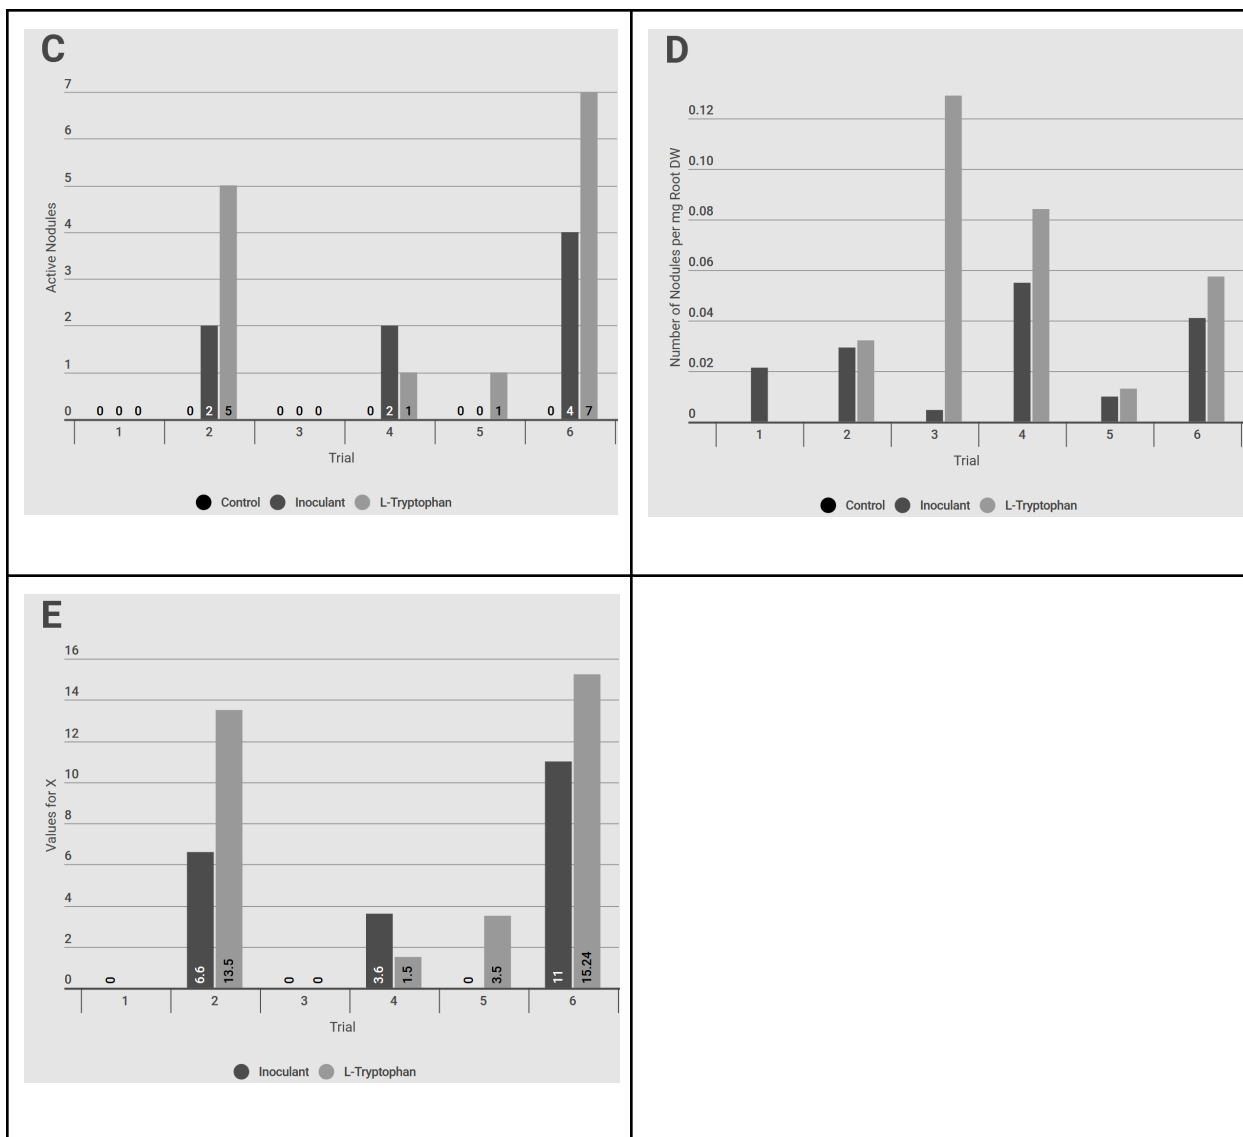 C
7
6
5
4
3
2
1
0
Active Nodules
0 0 0 0 2 5 0 0 0 0 2 1 0 0 1 0 4 7
1 2 3 4 5 6
Trial
Control Inoculant L-Tryptophan
D
0.12
0.10
0.08
0.06
0.04
0.02
0
Number of Nodules per mg Root DW
1 2 3 4 5 6
Trial
Control Inoculant L-Tryptophan
E
16
14
12
10
8
6
4
2
0
Values for X
0 6.6 13.5 0 0 3.6 1.5 0 3.5 11 15.24
1 2 3 4 5 6
Trial
Inoculant L-Tryptophan